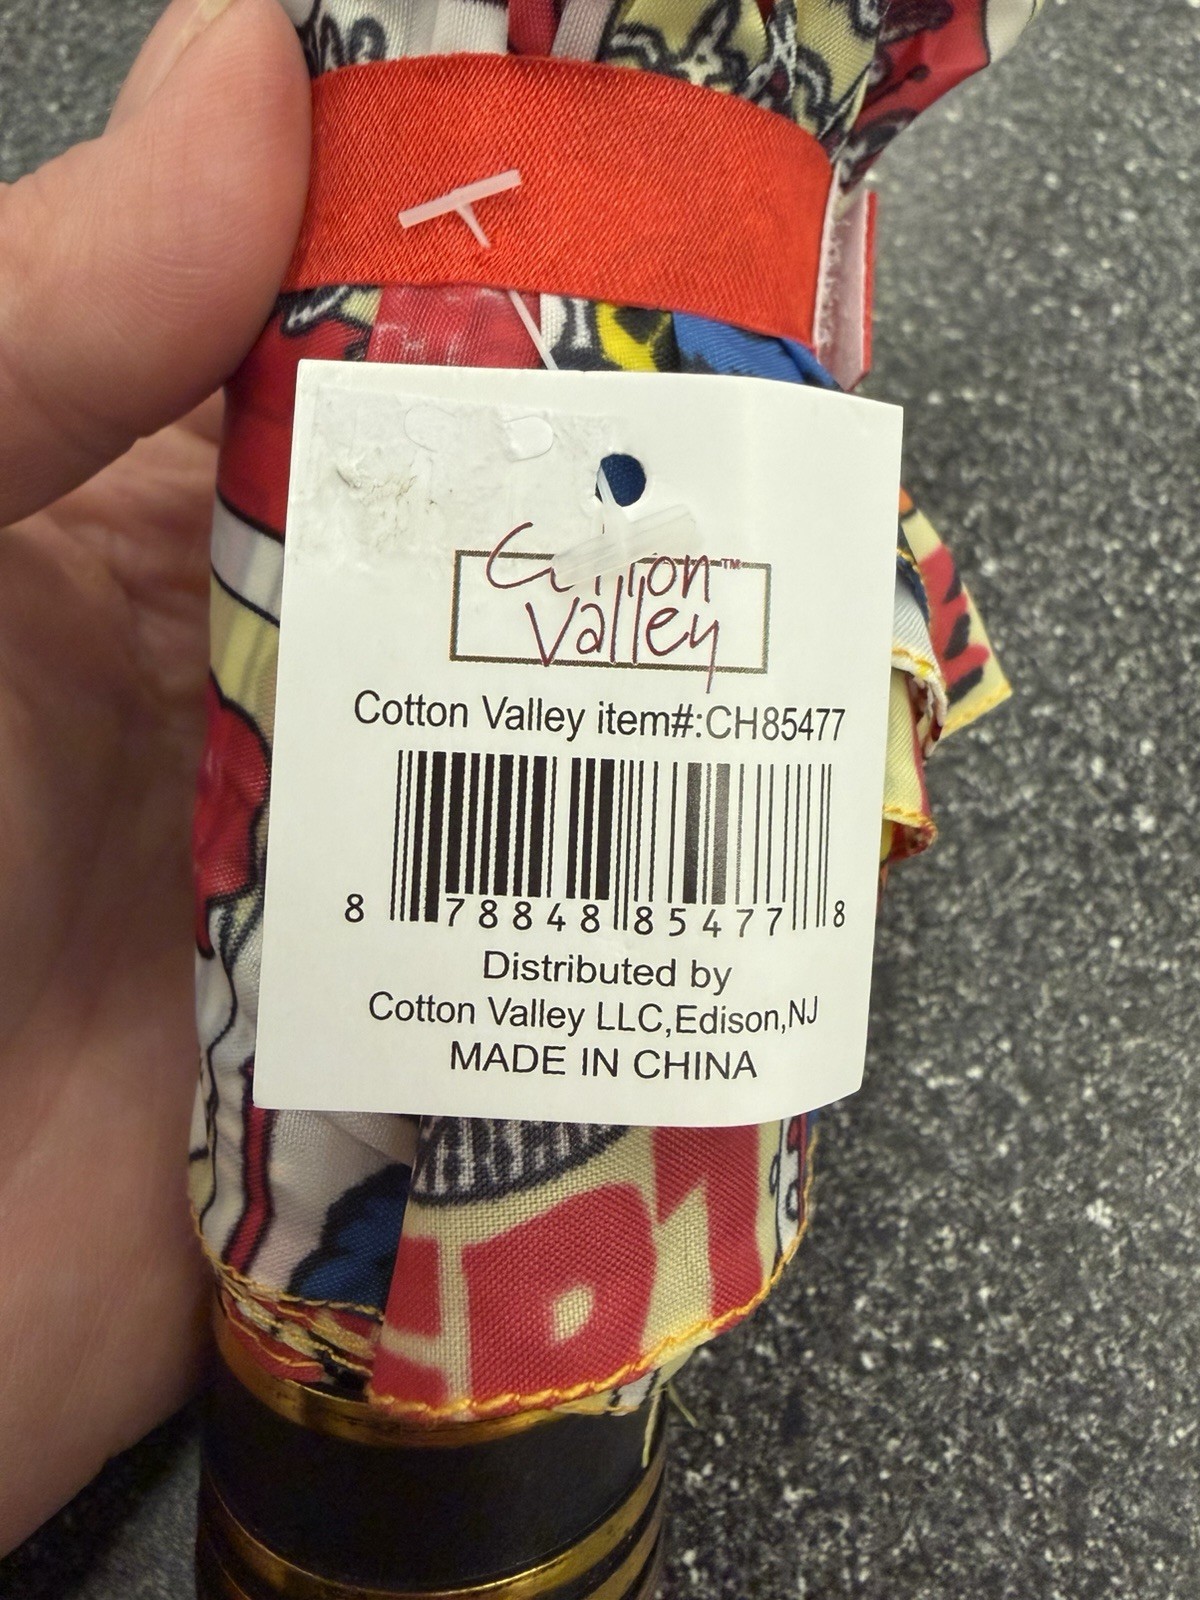 Cotton™
Valley
Cotton Valley item#:CH85477
8 78848 85477 8
Distributed by
Cotton Valley LLC,Edison,NJ
MADE IN CHINA